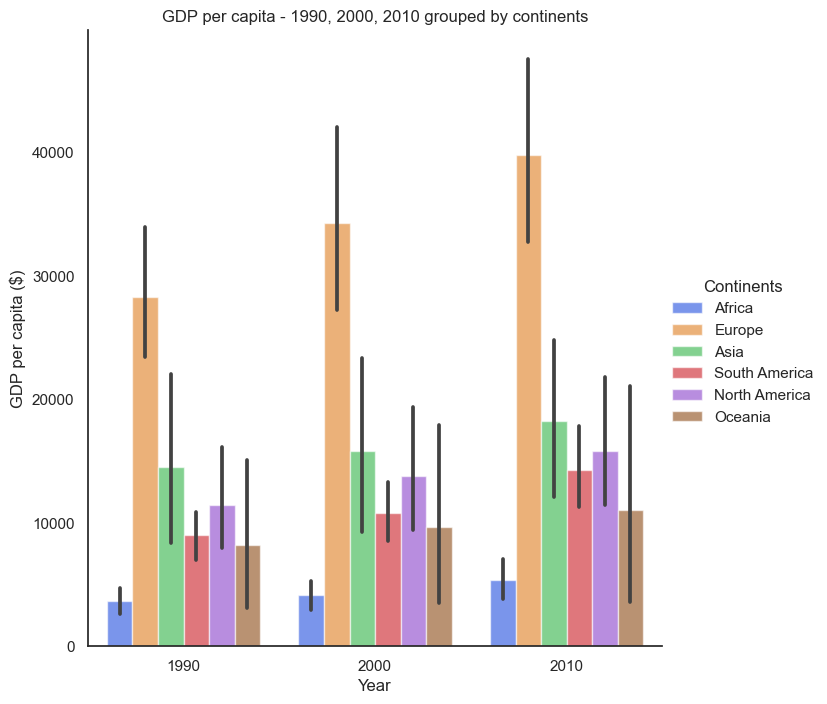 GDP per capita - 1990, 2000, 2010 grouped by continents
GDP per capita ($)
40000
30000
20000
10000
0
1990
2000
2010
Year
Continents
Africa
Europe
Asia
South America
North America
Oceania